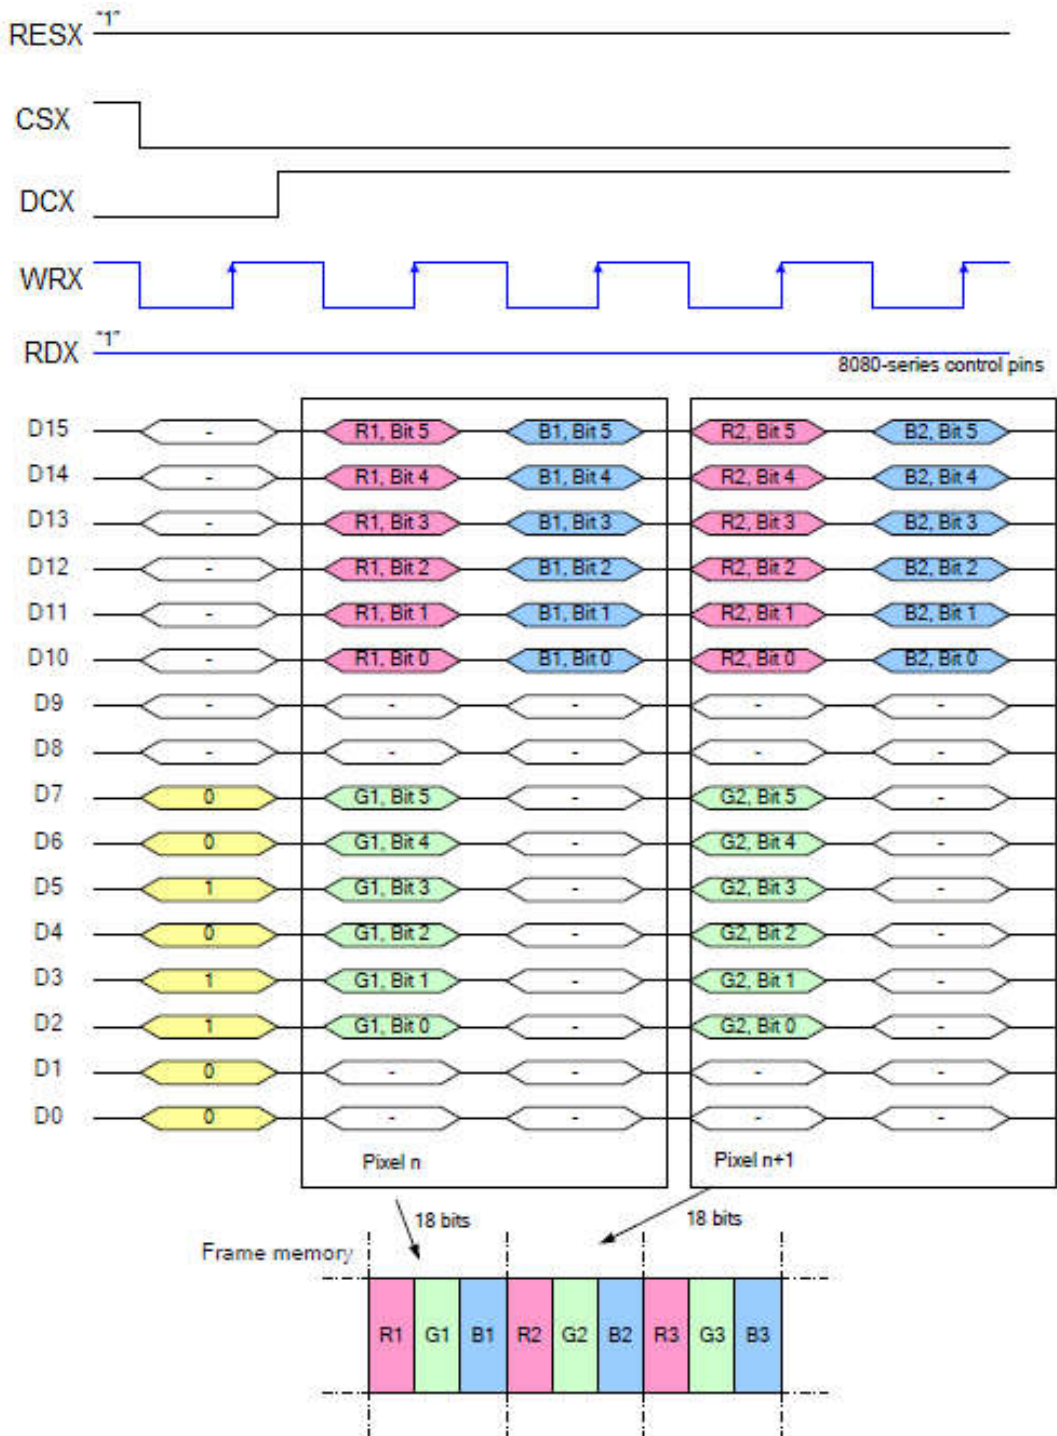 RESX "1"
CSX
DCX
WRX
RDX "1"
8080-series control pins
D15 - R1, Bit 5 B1, Bit 5 R2, Bit 5 B2, Bit 5
D14 - R1, Bit 4 B1, Bit 4 R2, Bit 4 B2, Bit 4
D13 - R1, Bit 3 B1, Bit 3 R2, Bit 3 B2, Bit 3
D12 - R1, Bit 2 B1, Bit 2 R2, Bit 2 B2, Bit 2
D11 - R1, Bit 1 B1, Bit 1 R2, Bit 1 B2, Bit 1
D10 - R1, Bit 0 B1, Bit 0 R2, Bit 0 B2, Bit 0
D9 - - - - -
D8 - - - - -
D7 0 G1, Bit 5 - G2, Bit 5 -
D6 0 G1, Bit 4 - G2, Bit 4 -
D5 1 G1, Bit 3 - G2, Bit 3 -
D4 0 G1, Bit 2 - G2, Bit 2 -
D3 1 G1, Bit 1 - G2, Bit 1 -
D2 1 G1, Bit 0 - G2, Bit 0 -
D1 0 - - - -
D0 0 - - - -
Pixel n Pixel n+1
18 bits 18 bits
Frame memory
R1 G1 B1 R2 G2 B2 R3 G3 B3